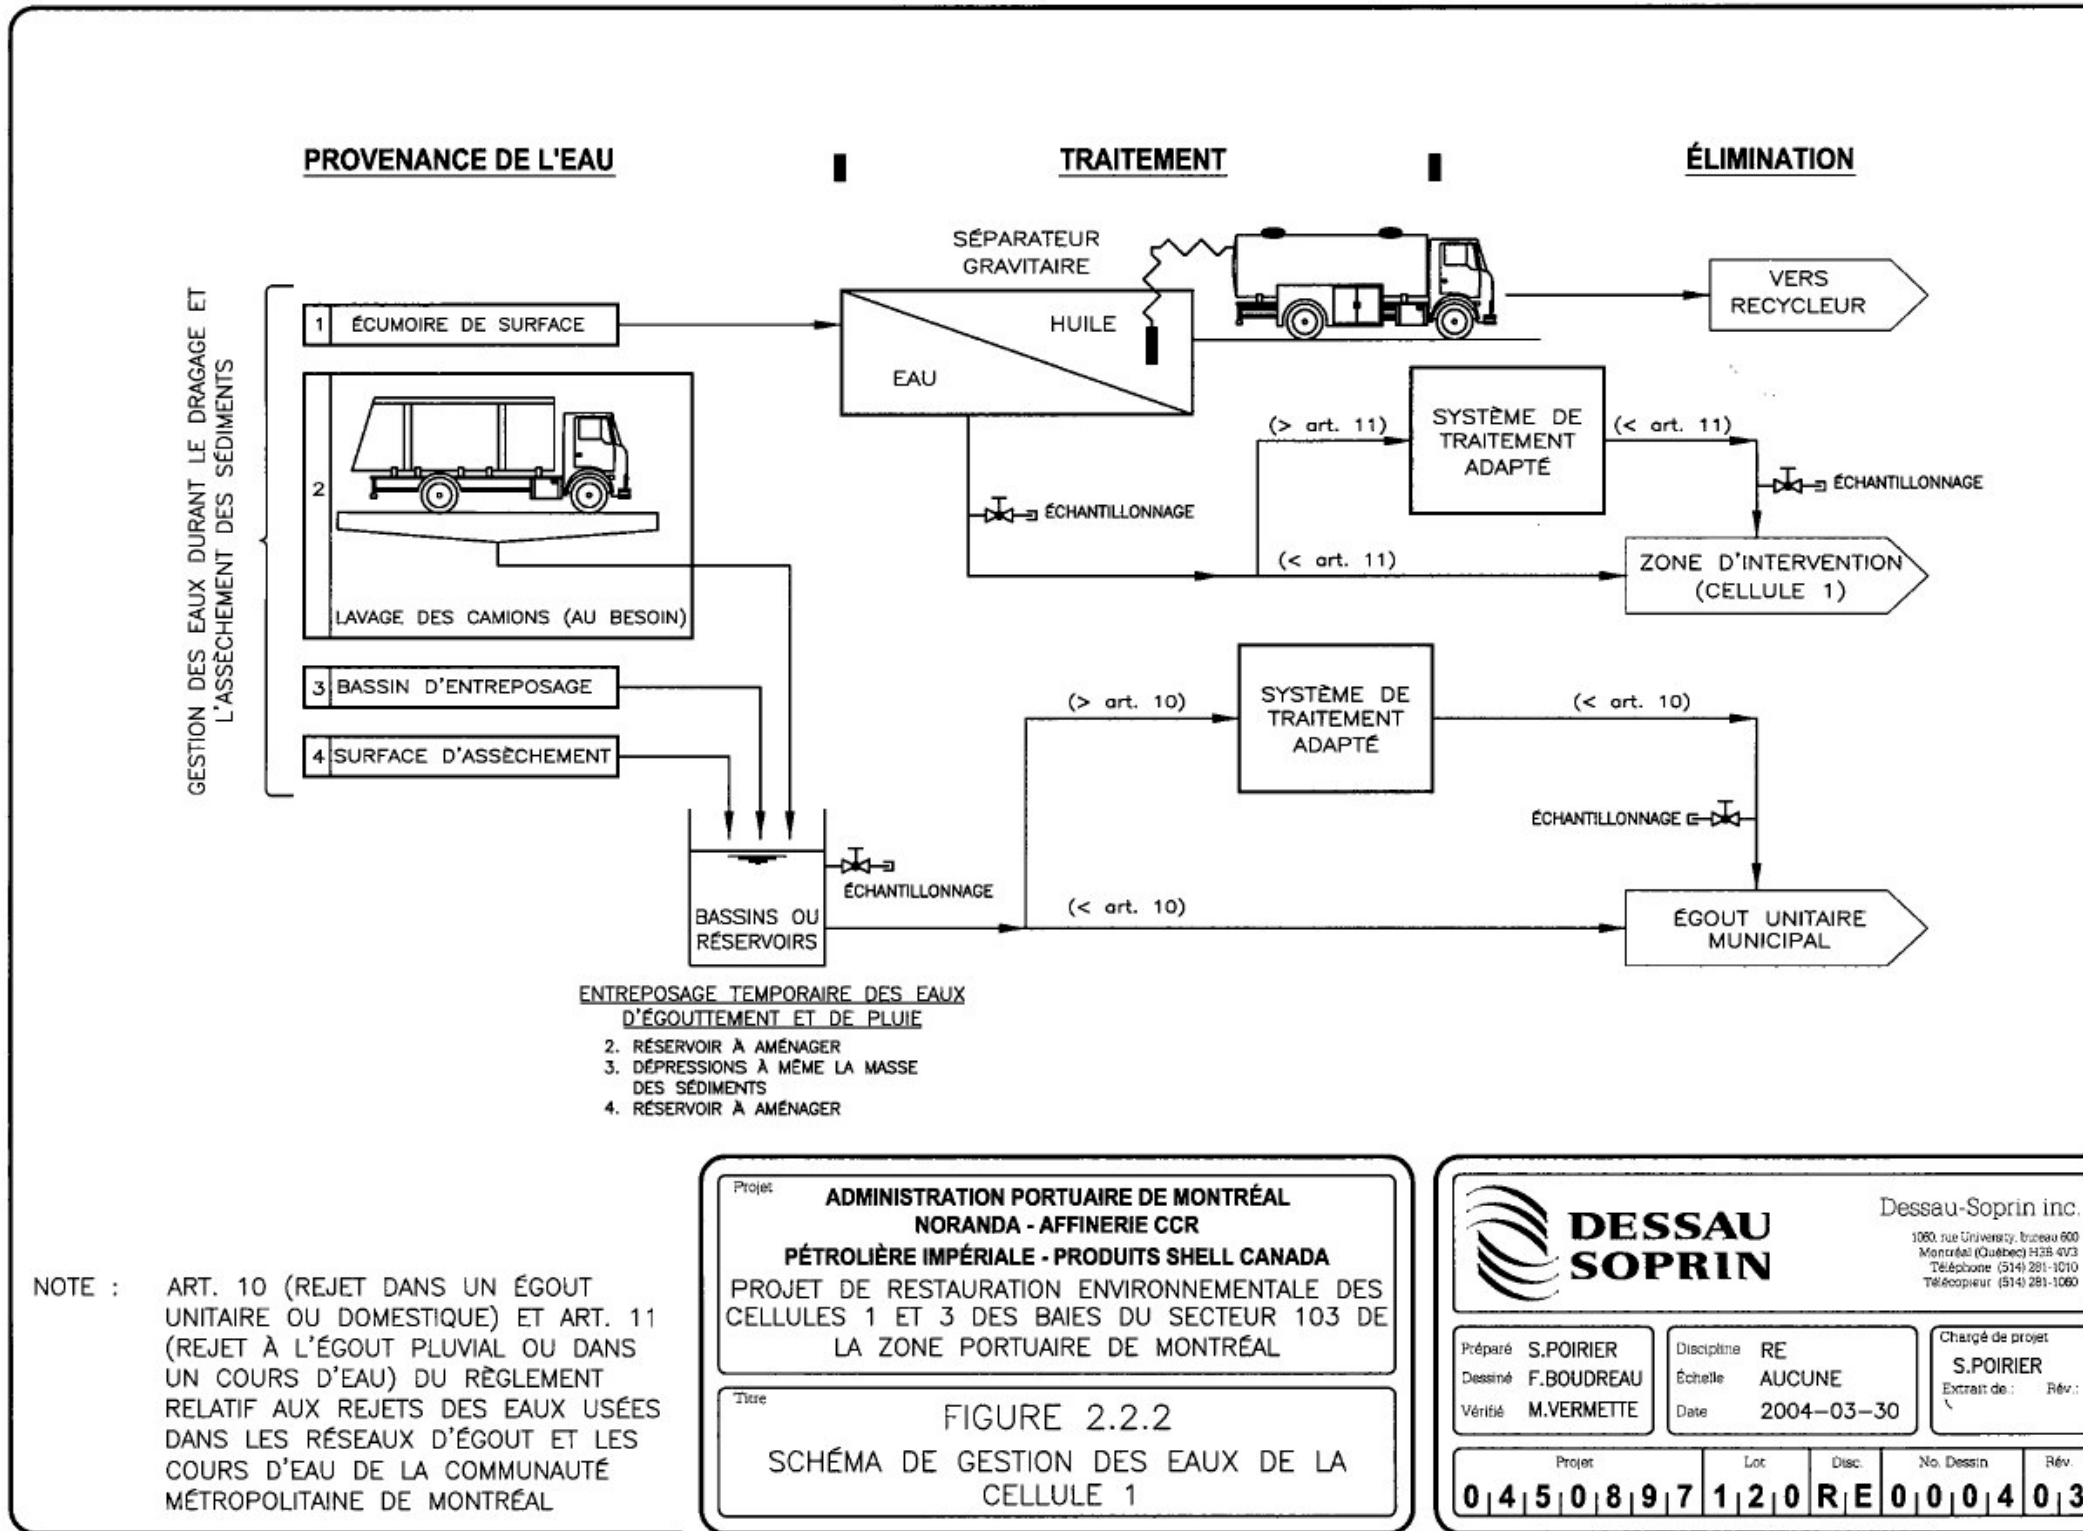 PROVENANCE DE L'EAU
TRAITEMENT
ÉLIMINATION
GESTION DES EAUX DURANT LE DRAGAGE ET
L'ASSÈCHEMENT DES SÉDIMENTS
1 ÉCUMOIRE DE SURFACE
2
LAVAGE DES CAMIONS (AU BESOIN)
3 BASSIN D'ENTREPOSAGE
4 SURFACE D'ASSÈCHEMENT
SÉPARATEUR
GRAVITAIRE
HUILE
EAU
VERS
RECYCLEUR
(> art. 11)
SYSTÈME DE
TRAITEMENT
ADAPTÉ
(< art. 11)
ÉCHANTILLONNAGE
ÉCHANTILLONNAGE
(< art. 11)
ZONE D'INTERVENTION
(CELLULE 1)
(> art. 10)
SYSTÈME DE
TRAITEMENT
ADAPTÉ
(< art. 10)
ÉCHANTILLONNAGE
ÉCHANTILLONNAGE
BASSINS OU
RÉSERVOIRS
(< art. 10)
ÉGOUT UNITAIRE
MUNICIPAL
ENTREPOSAGE TEMPORAIRE DES EAUX
D'ÉGOUTTEMENT ET DE PLUIE
2. RÉSERVOIR À AMÉNAGER
3. DÉPRESSIONS À MÊME LA MASSE
DES SÉDIMENTS
4. RÉSERVOIR À AMÉNAGER
NOTE : ART. 10 (REJET DANS UN ÉGOUT
UNITAIRE OU DOMESTIQUE) ET ART. 11
(REJET À L'ÉGOUT PLUVIAL OU DANS
UN COURS D'EAU) DU RÈGLEMENT
RELATIF AUX REJETS DES EAUX USÉES
DANS LES RÉSEAUX D'ÉGOUT ET LES
COURS D'EAU DE LA COMMUNAUTÉ
MÉTROPOLITAINE DE MONTRÉAL
Projet
ADMINISTRATION PORTUAIRE DE MONTRÉAL
NORANDA - AFFINERIE CCR
PÉTROLIÈRE IMPÉRIALE - PRODUITS SHELL CANADA
PROJET DE RESTAURATION ENVIRONNEMENTALE DES
CELLULES 1 ET 3 DES BAIES DU SECTEUR 103 DE
LA ZONE PORTUAIRE DE MONTRÉAL
Titre
FIGURE 2.2.2
SCHÉMA DE GESTION DES EAUX DE LA
CELLULE 1
DESSAU
SOPRIN
Dessau-Soprin inc.
1060, rue University, bureau 600
Montréal (Québec) H3B 4V3
Téléphone (514) 281-1010
Télécopieur (514) 281-1060
Préparé S.POIRIER
Dessiné F.BOUDREAU
Vérifié M.VERMETTE
Discipline RE
Échelle AUCUNE
Date 2004-03-30
Chargé de projet
S.POIRIER
Extrait de : Rév.:
Projet Lot Disc. No. Dessin Rév.
0 4 5 0 8 9 7 1 2 0 R E 0 0 0 4 0 3